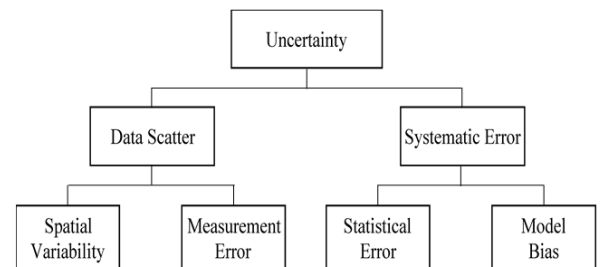 Uncertainty
Data Scatter
Systematic Error
Spatial
Variability
Measurement
Error
Statistical
Error
Model
Bias